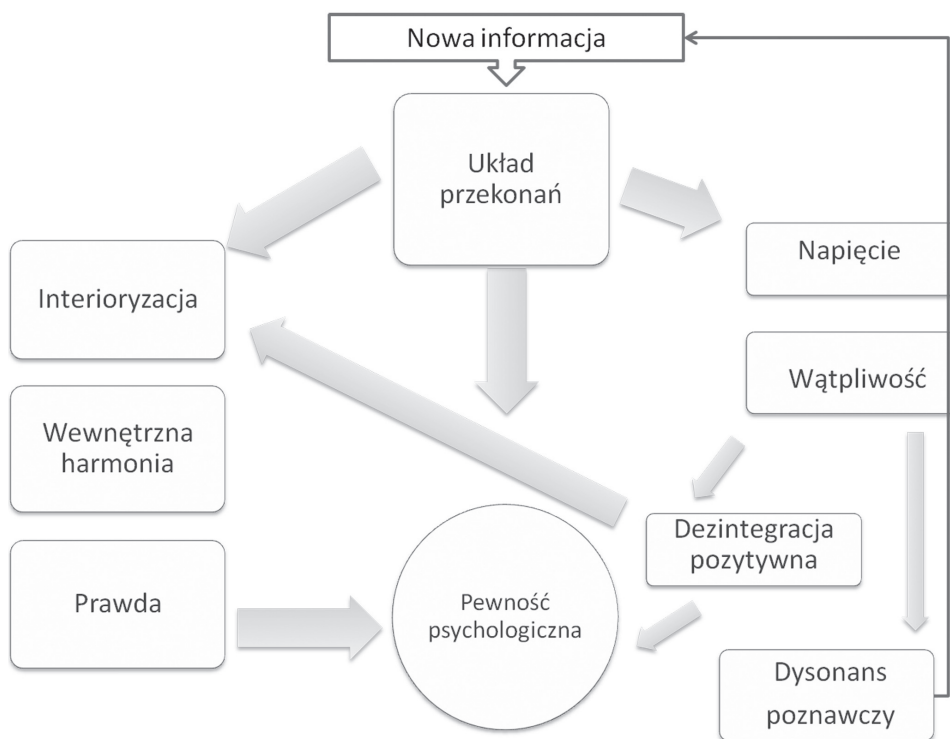 Nowa informacja
Układ
przekonań
Napięcie
Interioryzacja
Wątpliwość
Wewnętrzna
harmonia
Dezintegracja
pozytywna
Prawda
Pewność
psychologiczna
Dysonans
poznawczy